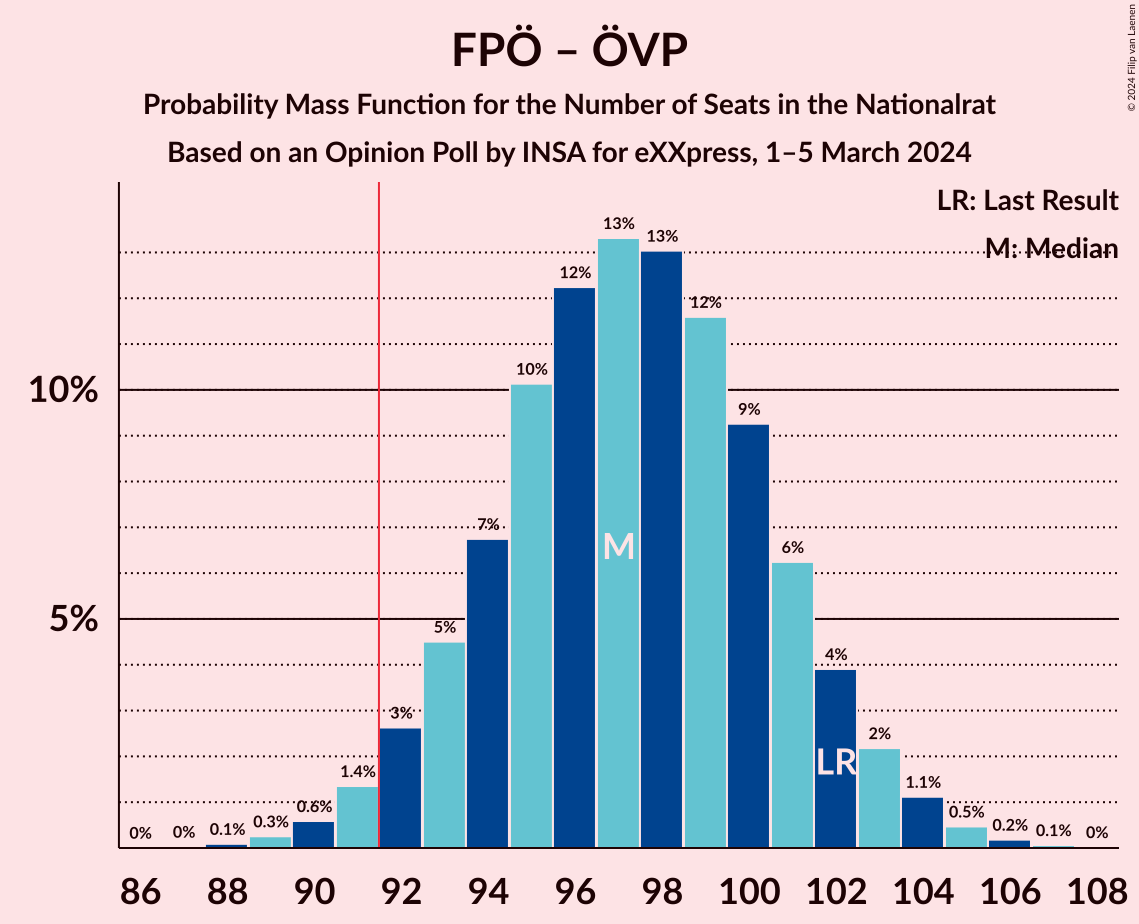 FPÖ – ÖVP
Probability Mass Function for the Number of Seats in the Nationalrat
Based on an Opinion Poll by INSA for eXXpress, 1–5 March 2024
© 2024 Filip van Laenen
LR: Last Result
M: Median
10%
5%
0%
0%
0.1%
0.3%
0.6%
1.4%
3%
5%
7%
10%
12%
13%
13%
12%
9%
6%
4%
2%
1.1%
0.5%
0.2%
0.1%
0%
M
LR
86 88 90 92 94 96 98 100 102 104 106 108